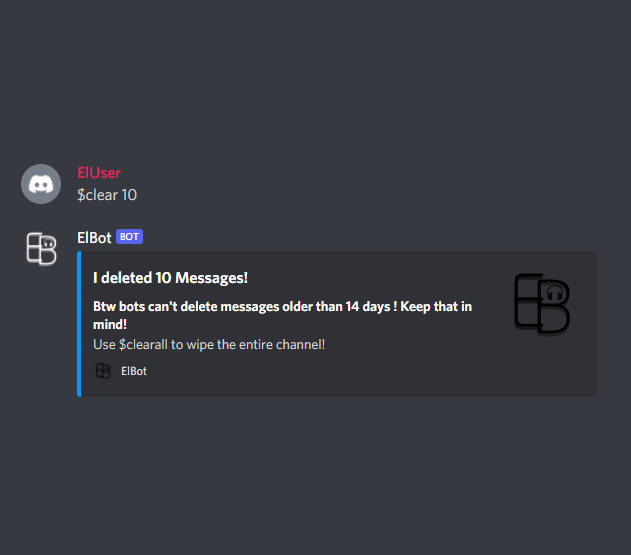 ElUser
$clear 10
ElBot BOT
I deleted 10 Messages!
Btw bots can't delete messages older than 14 days ! Keep that in
mind!
Use $clearall to wipe the entire channel!
ElBot